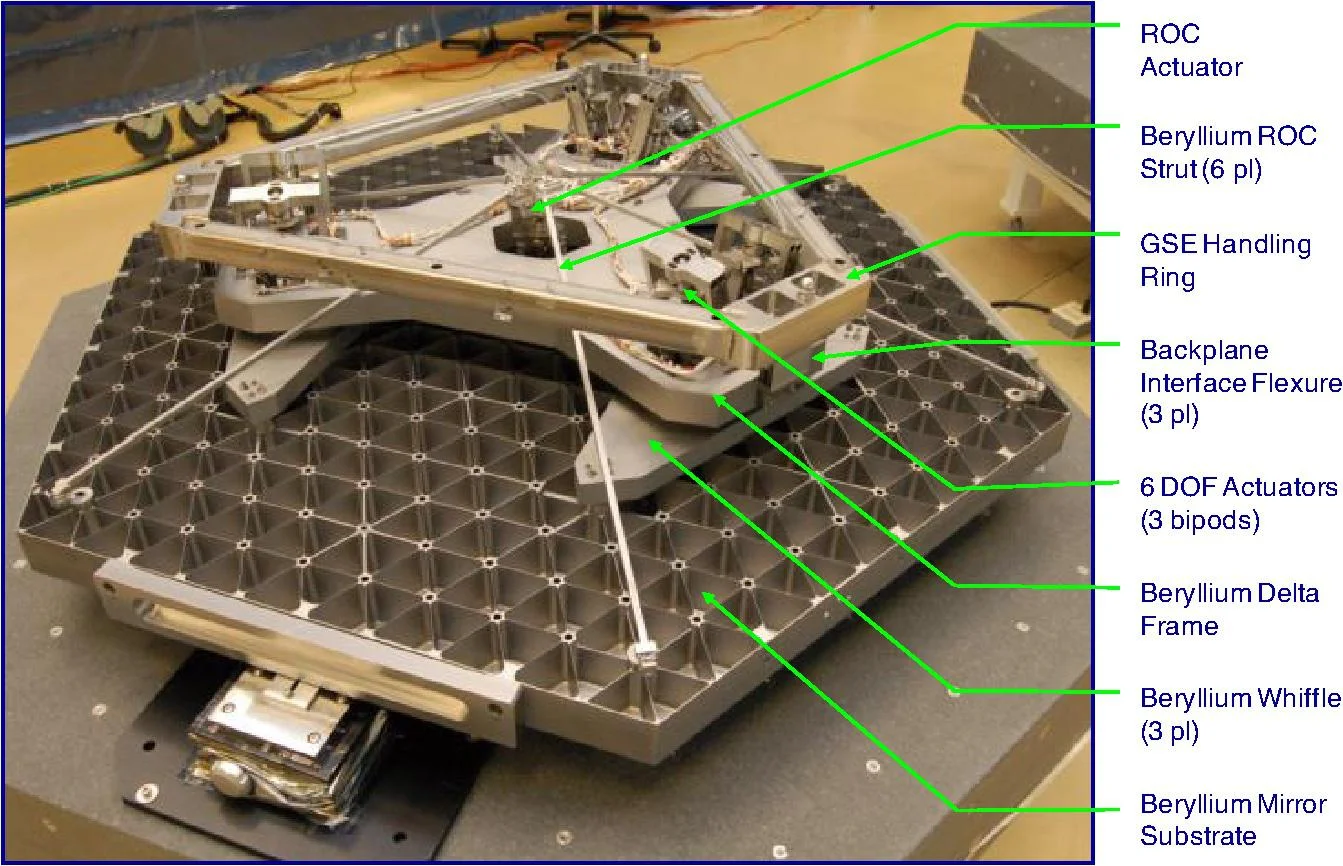 ROC
Actuator
Beryllium ROC
Strut (6 pl)
GSE Handling
Ring
Backplane
Interface Flexure
(3 pl)
6 DOF Actuators
(3 bipods)
Beryllium Delta
Frame
Beryllium Whiffle
(3 pl)
Beryllium Mirror
Substrate